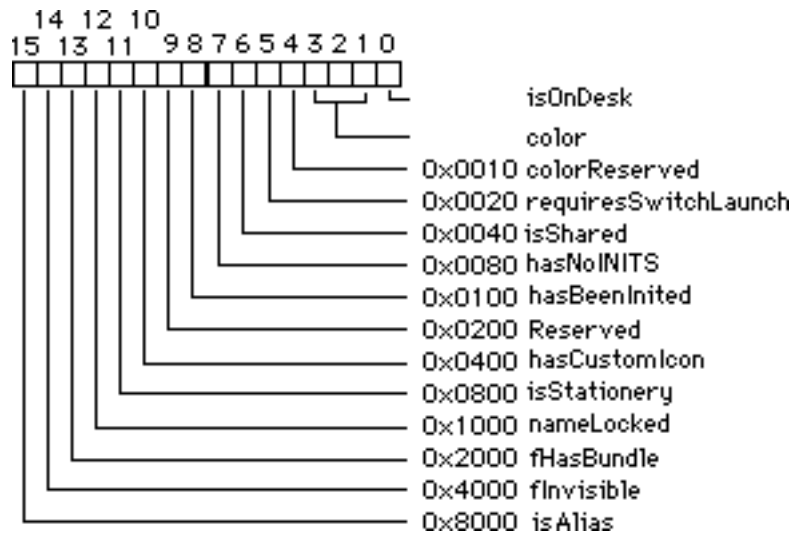 14 12 10
15 13 11 9 8 7 6 5 4 3 2 1 0
isOnDesk
color
0x0010 colorReserved
0x0020 requiresSwitchLaunch
0x0040 isShared
0x0080 hasNoINITS
0x0100 hasBeenInited
0x0200 Reserved
0x0400 hasCustomIcon
0x0800 isStationery
0x1000 nameLocked
0x2000 fHasBundle
0x4000 fInvisible
0x8000 isAlias